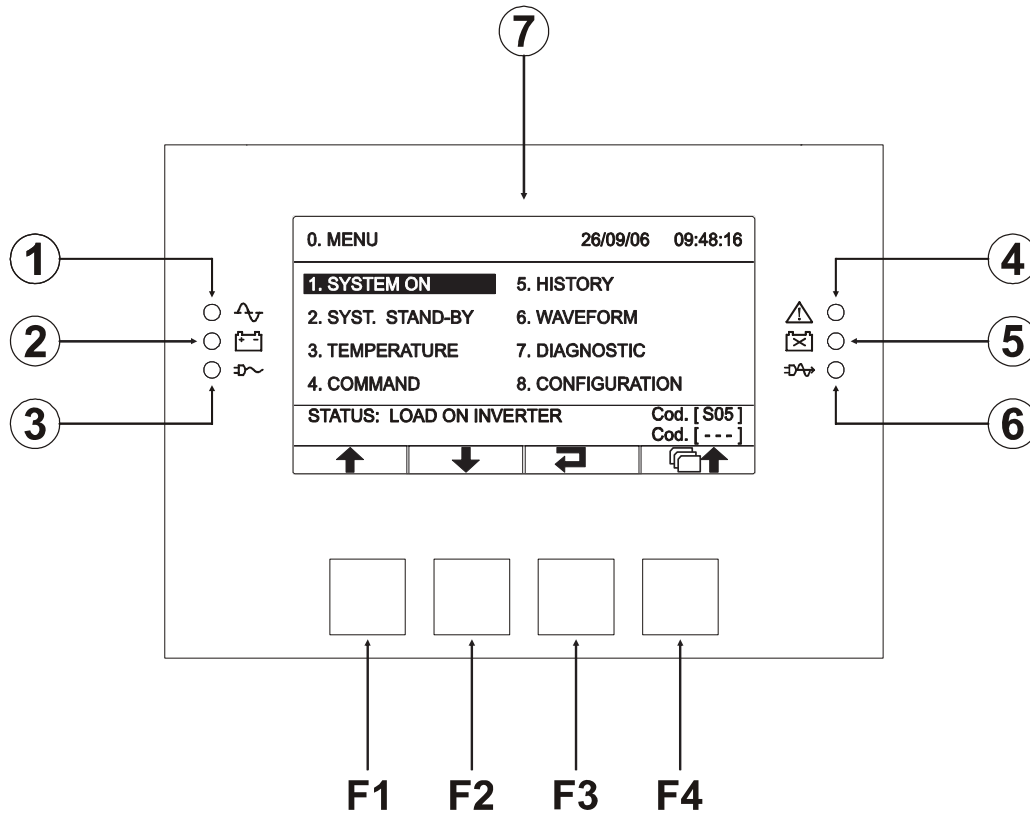 7
0. MENU 26/09/06 09:48:16
1 4
1. SYSTEM ON 5. HISTORY
2. SYST. STAND-BY 6. WAVEFORM
2 5
3. TEMPERATURE 7. DIAGNOSTIC
4. COMMAND 8. CONFIGURATION
3 6
STATUS: LOAD ON INVERTER Cod. [ S05 ]
Cod. [ - - - ]
F1 F2 F3 F4